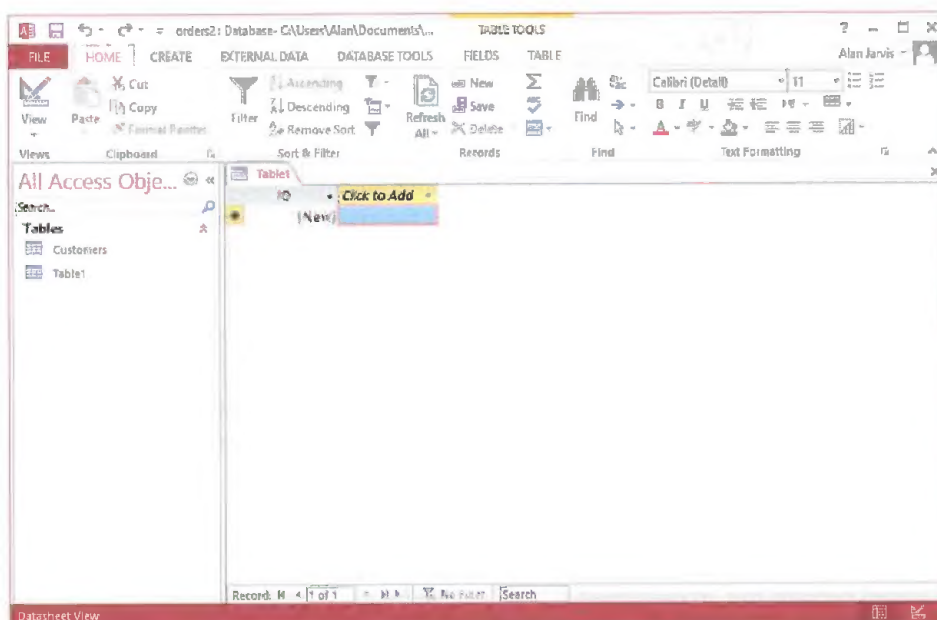 orders2 : Database- C:\Users\Alan\Documents\... TABLE TOOLS ?
FILE HOME CREATE EXTERNAL DATA DATABASE TOOLS FIELDS TABLE Alan Jarvis
Cut Ascending New Calibri (Detail) 11
Copy Descending Save B I U
View Paste Format Painter Filter Remove Sort Refresh All Delete Find A
Views Clipboard Sort & Filter Records Find Text Formatting
All Access Obje... «
Search...
Tables
Customers
Table1
Table1
ID Click to Add
(New)
Record: 1 of 1 No Filter Search
Datasheet View